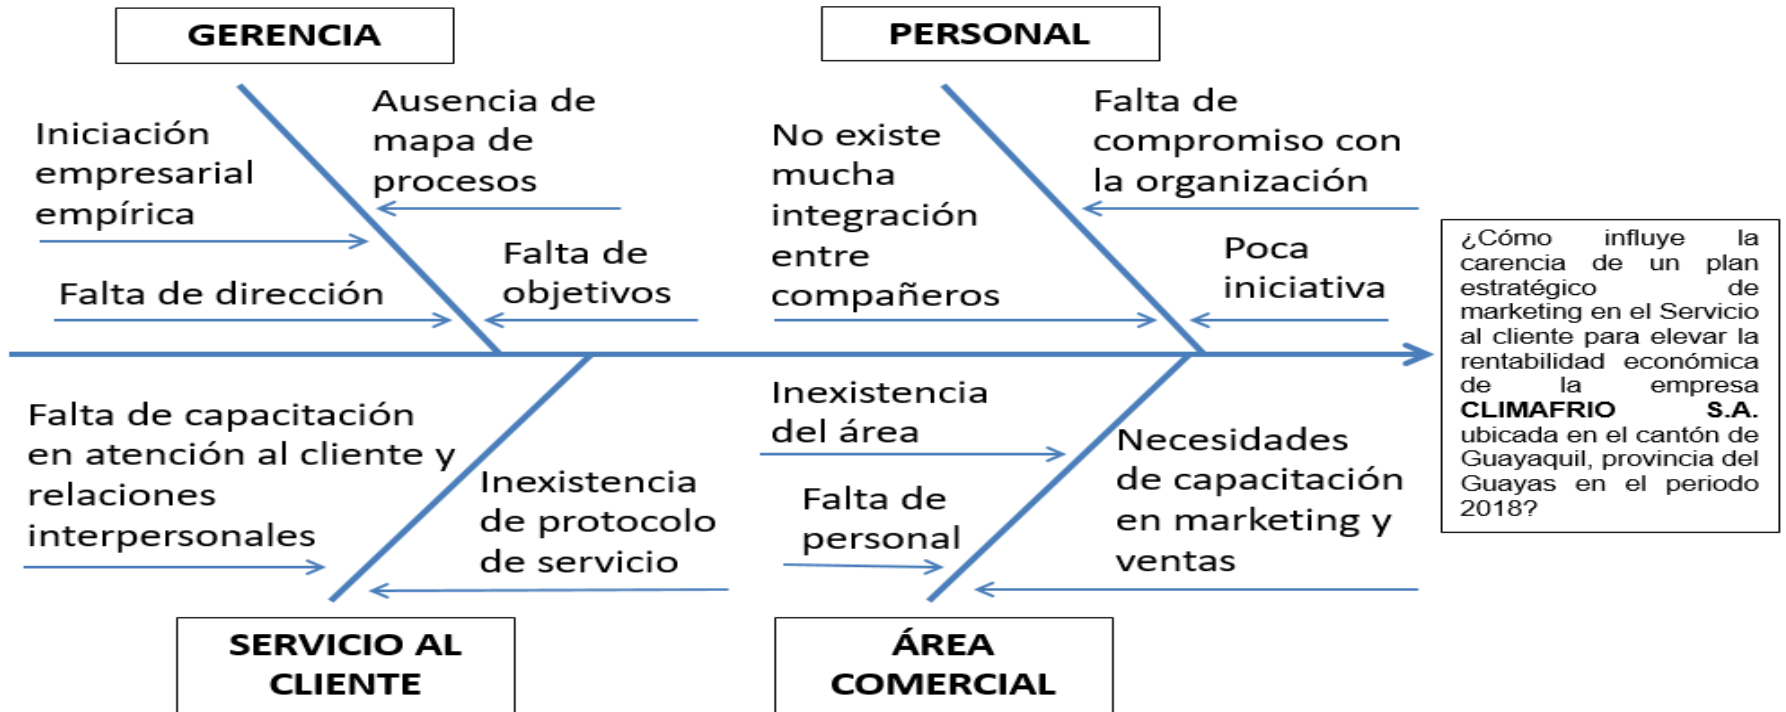 GERENCIA
Iniciación
empresarial
empírica
Ausencia de
mapa de
procesos
Falta de dirección
Falta de
objetivos
PERSONAL
No existe
mucha
integración
entre
compañeros
Falta de
compromiso con
la organización
Poca
iniciativa
Falta de capacitación
en atención al cliente y
relaciones
interpersonales
Inexistencia
de protocolo
de servicio
SERVICIO AL
CLIENTE
Inexistencia
del área
Falta de
personal
Necesidades
de capacitación
en marketing y
ventas
ÁREA
COMERCIAL
¿Cómo influye la
carencia de un plan
estratégico de
marketing en el Servicio
al cliente para elevar la
rentabilidad económica
de la empresa
CLIMAFRIO S.A.
ubicada en el cantón de
Guayaquil, provincia del
Guayas en el periodo
2018?